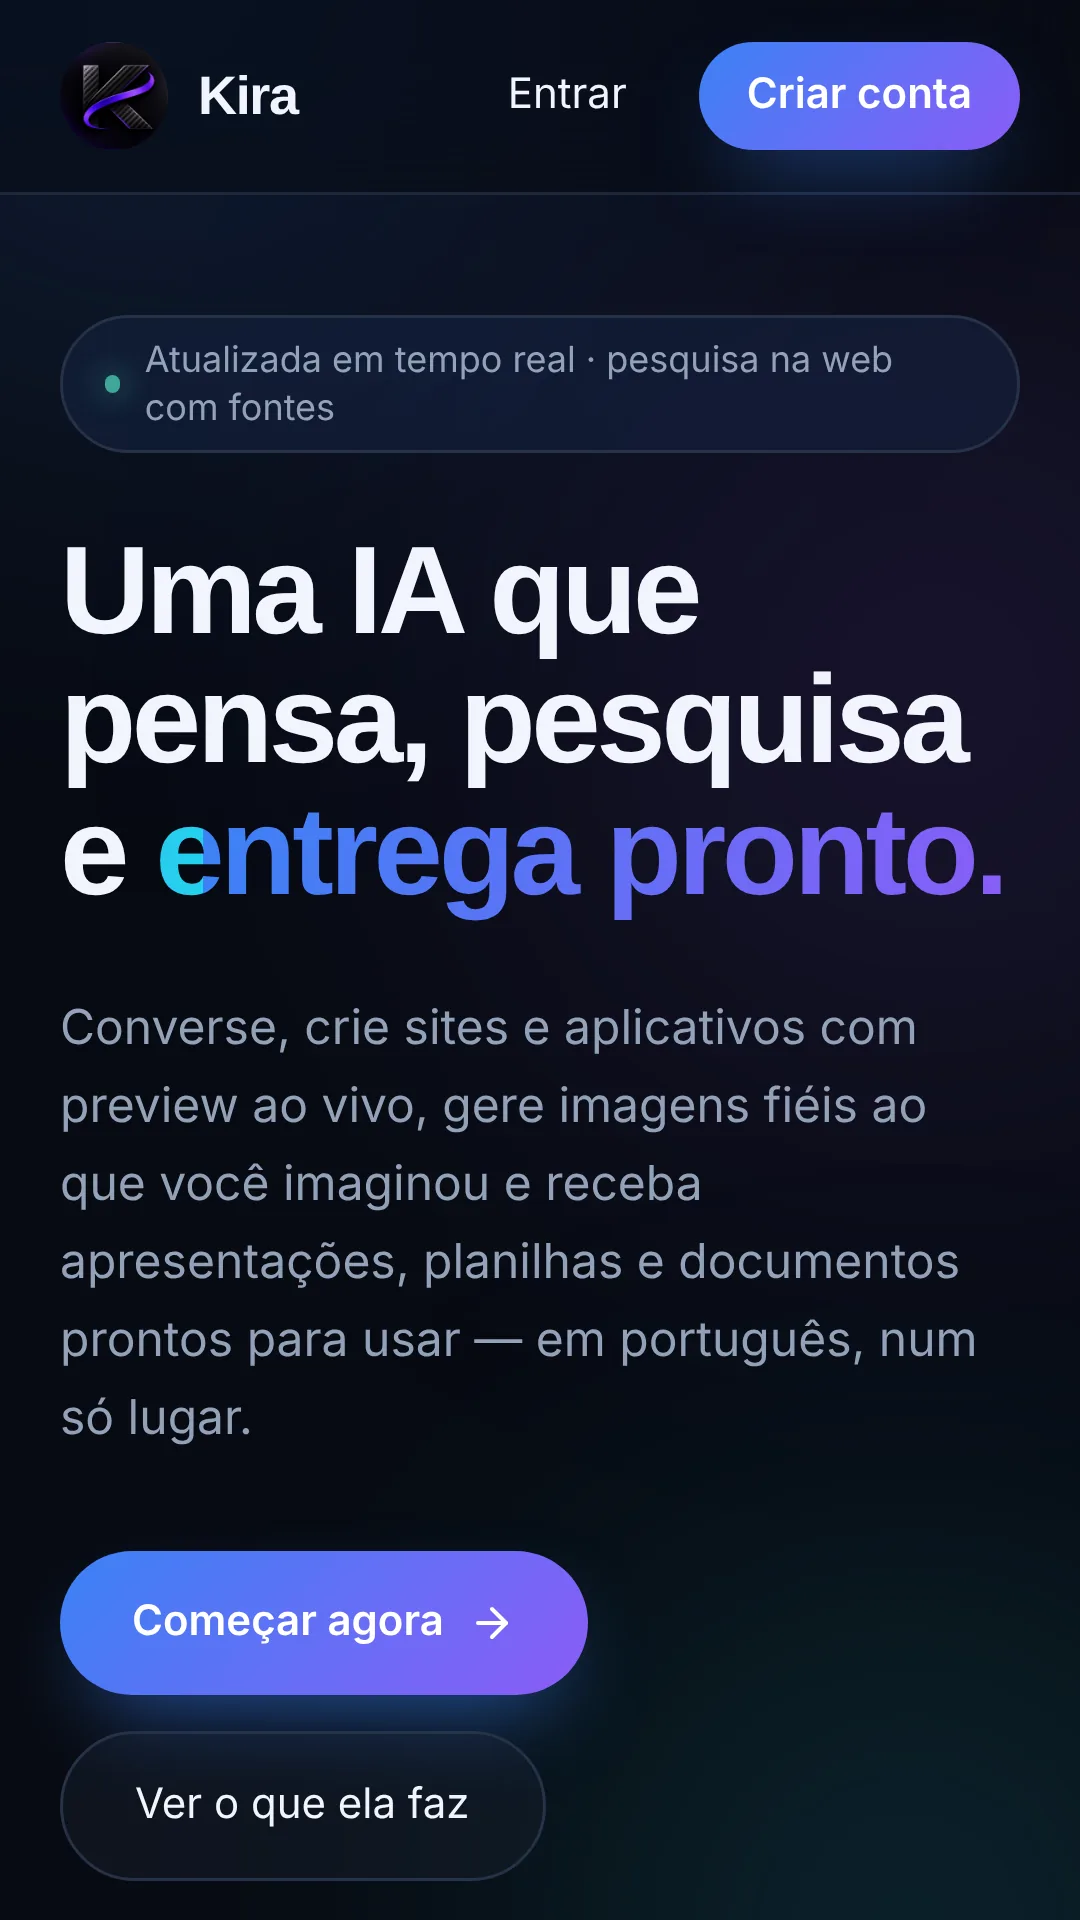 Kira
Entrar
Criar conta
Atualizada em tempo real · pesquisa na web
com fontes
Uma IA que
pensa, pesquisa
e entrega pronto.
Converse, crie sites e aplicativos com
preview ao vivo, gere imagens fiéis ao
que você imaginou e receba
apresentações, planilhas e documentos
prontos para usar — em português, num
só lugar.
Começar agora →
Ver o que ela faz